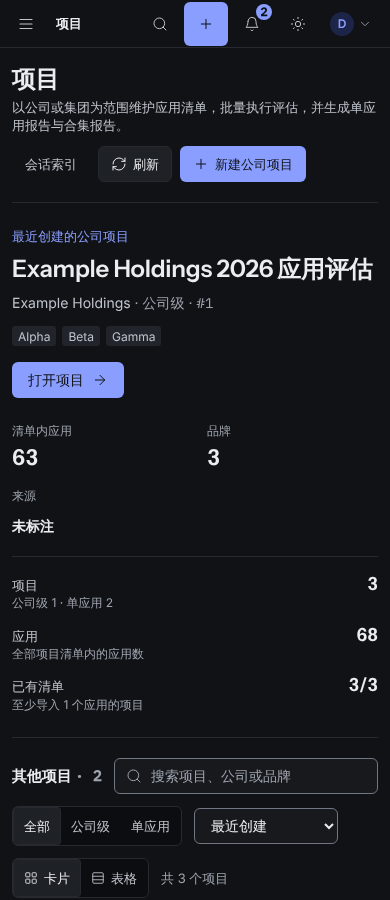 项目
2
D
项目
以公司或集团为范围维护应用清单，批量执行评估，并生成单应
用报告与合集报告。
会话索引 刷新 新建公司项目
最近创建的公司项目
Example Holdings 2026 应用评估
Example Holdings · 公司级 · #1
Alpha Beta Gamma
打开项目
清单内应用 品牌
63 3
来源
未标注
项目 3
公司级 1 · 单应用 2
应用 68
全部项目清单内的应用数
已有清单 3/3
至少导入 1 个应用的项目
其他项目 · 2 搜索项目、公司或品牌
全部 公司级 单应用 最近创建
卡片 表格 共 3 个项目